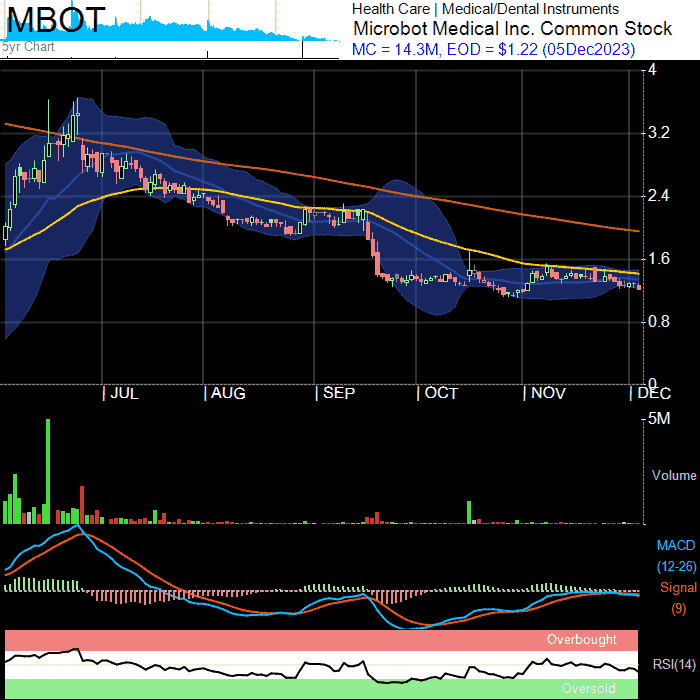 MBOT
5yr Chart
Health Care | Medical/Dental Instruments
Microbot Medical Inc. Common Stock
MC = 14.3M, EOD = $1.22 (05Dec2023)
4
3.2
2.4
1.6
0.8
0
JUL
AUG
SEP
OCT
NOV
DEC
5M
Volume
MACD
(12-26)
Signal
(9)
Overbought
RSI(14)
Oversold